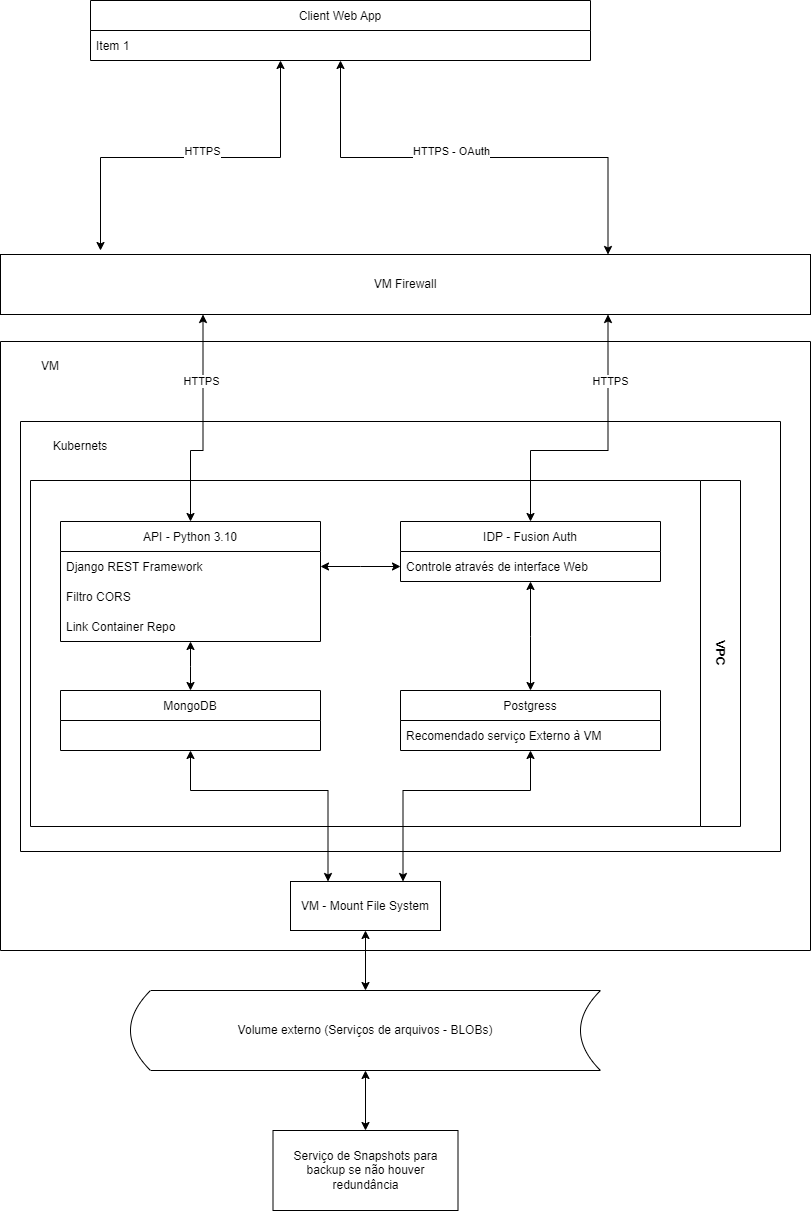 Client Web App
Item 1
HTTPS
HTTPS - OAuth
VM Firewall
VM
HTTPS
HTTPS
Kubernets
API - Python 3.10
Django REST Framework
Filtro CORS
Link Container Repo
IDP - Fusion Auth
Controle através de interface Web
VPC
MongoDB
Postgress
Recomendado serviço Externo à VM
VM - Mount File System
Volume externo (Serviços de arquivos - BLOBs)
Serviço de Snapshots para
backup se não houver
redundância